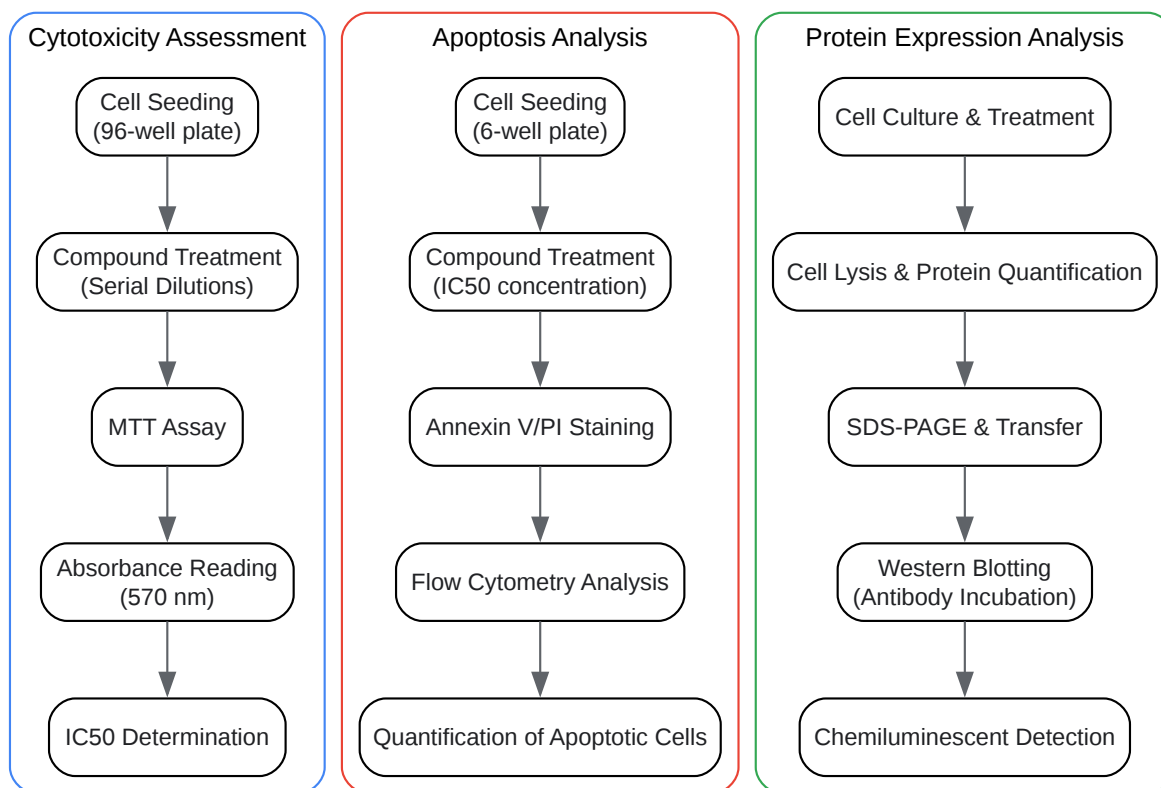 Cytotoxicity Assessment
Cell Seeding
(96-well plate)
Compound Treatment
(Serial Dilutions)
MTT Assay
Absorbance Reading
(570 nm)
IC50 Determination
Apoptosis Analysis
Cell Seeding
(6-well plate)
Compound Treatment
(IC50 concentration)
Annexin V/PI Staining
Flow Cytometry Analysis
Quantification of Apoptotic Cells
Protein Expression Analysis
Cell Culture & Treatment
Cell Lysis & Protein Quantification
SDS-PAGE & Transfer
Western Blotting
(Antibody Incubation)
Chemiluminescent Detection